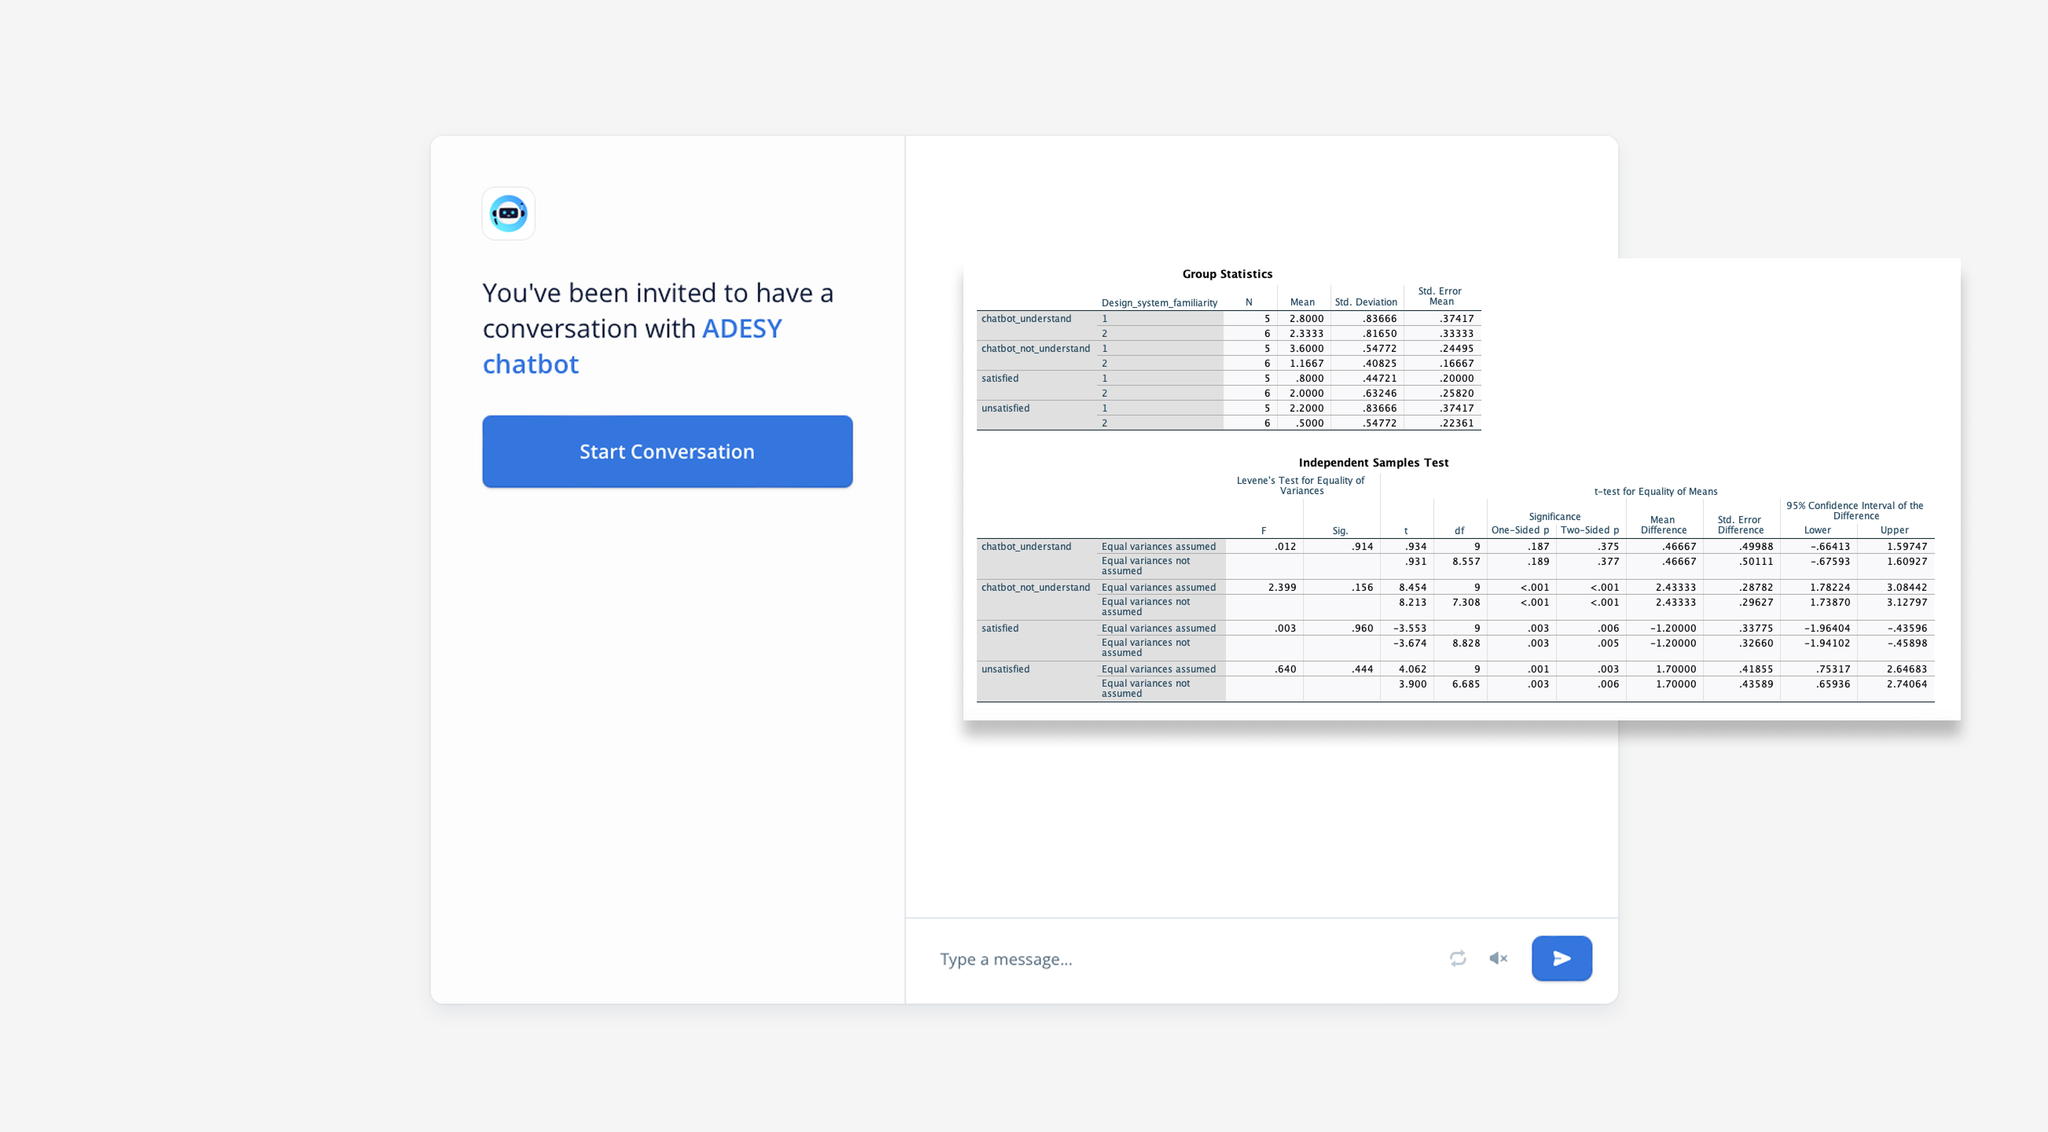 You've been invited to have a
conversation with ADESY
chatbot
Start Conversation
Group Statistics
Design_system_familiarity N Mean Std. Deviation Std. Error Mean
chatbot_understand 1 5 2.8000 .83666 .37417
2 6 2.3333 .81650 .33333
chatbot_not_understand 1 5 3.6000 .54772 .24495
2 6 1.1667 .40825 .16667
satisfied 1 5 .8000 .44721 .20000
2 6 2.0000 .63246 .25820
unsatisfied 1 5 2.2000 .83666 .37417
2 6 .5000 .54772 .22361
Independent Samples Test
Levene's Test for Equality of Variances
t-test for Equality of Means
Significance
95% Confidence Interval of the Difference
F Sig. t df One-Sided p Two-Sided p Mean Difference Std. Error Difference Lower Upper
chatbot_understand Equal variances assumed .012 .914 .934 9 .187 .375 .46667 .49988 -.66413 1.59747
Equal variances not assumed .931 8.557 .189 .377 .46667 .50111 -.67593 1.60927
chatbot_not_understand Equal variances assumed 2.399 .156 8.454 9 <.001 <.001 2.43333 .28782 1.78224 3.08442
Equal variances not assumed 8.213 7.308 <.001 <.001 2.43333 .29627 1.73870 3.12797
satisfied Equal variances assumed .003 .960 -3.553 9 .003 .006 -1.20000 .33775 -1.96404 -.43596
Equal variances not assumed -3.674 8.828 .003 .005 -1.20000 .32660 -1.94102 -.45898
unsatisfied Equal variances assumed .640 .444 4.062 9 .001 .003 1.70000 .41855 .75317 2.64683
Equal variances not assumed 3.900 6.685 .003 .006 1.70000 .43589 .65936 2.74064
Type a message...